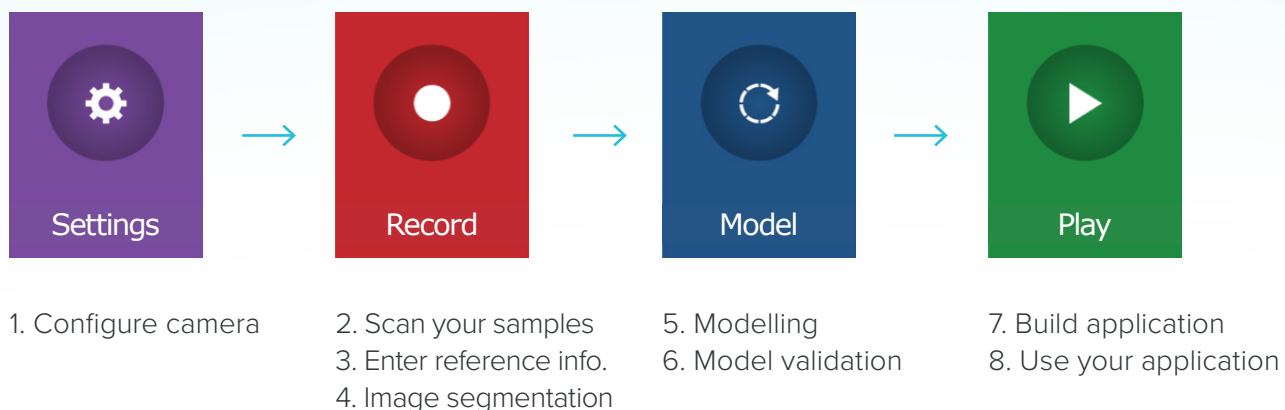 Settings
Record
Model
Play
1. Configure camera
2. Scan your samples
3. Enter reference info.
4. Image segmentation
5. Modelling
6. Model validation
7. Build application
8. Use your application